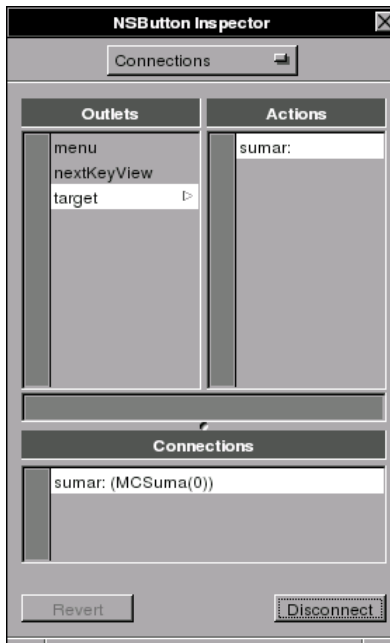 NSButton Inspector
Connections
Outlets
Actions
menu
nextKeyView
target
sumar:
Connections
sumar: (MCSuma(0))
Revert
Disconnect